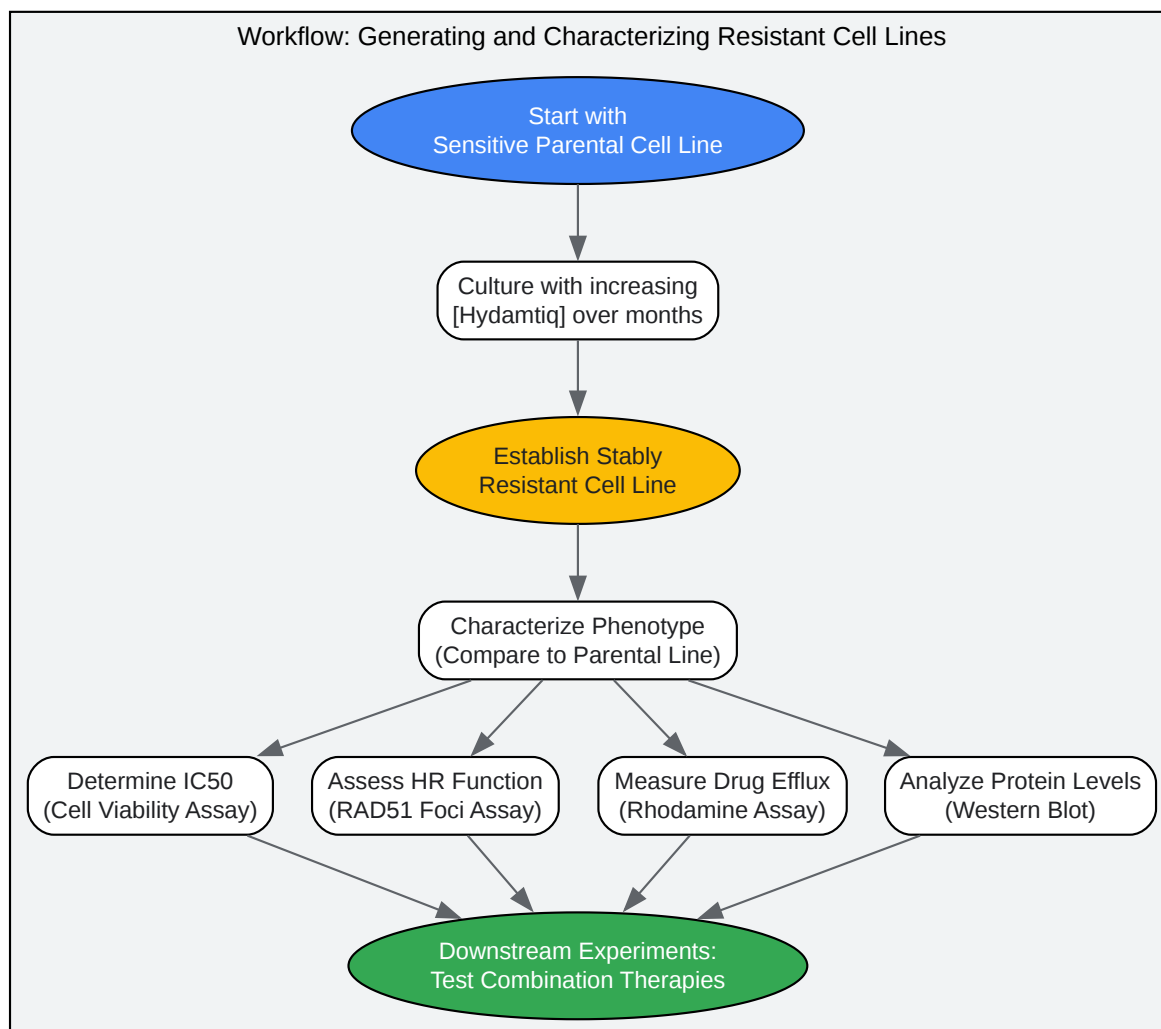 Workflow: Generating and Characterizing Resistant Cell Lines
Start with
Sensitive Parental Cell Line
Culture with increasing
[Hydamtiq] over months
Establish Stably
Resistant Cell Line
Characterize Phenotype
(Compare to Parental Line)
Determine IC50
(Cell Viability Assay)
Assess HR Function
(RAD51 Foci Assay)
Measure Drug Efflux
(Rhodamine Assay)
Analyze Protein Levels
(Western Blot)
Downstream Experiments:
Test Combination Therapies